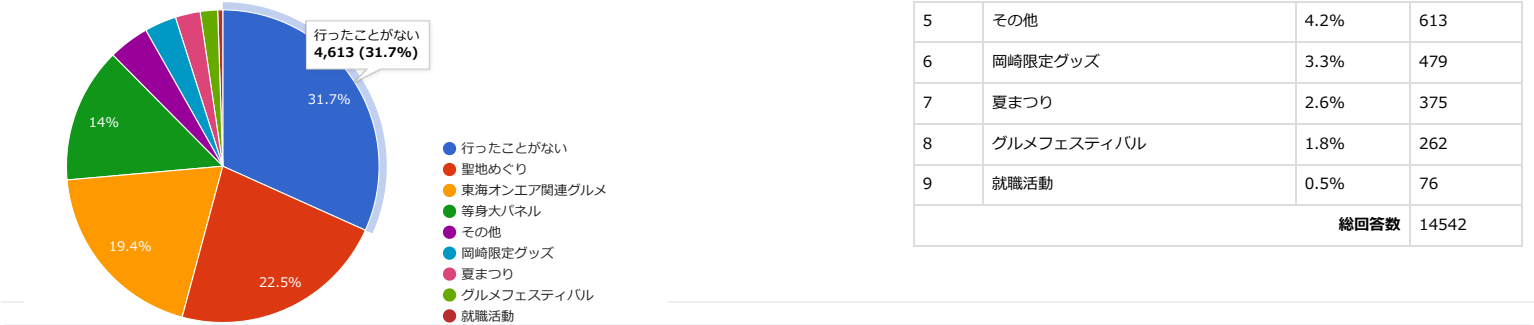 行ったことがない
4,613 (31.7%)
31.7%
14%
19.4%
22.5%
行ったことがない
聖地めぐり
東海オンエア関連グルメ
等身大パネル
その他
岡崎限定グッズ
夏まつり
グルメフェスティバル
就職活動
5 その他 4.2% 613
6 岡崎限定グッズ 3.3% 479
7 夏まつり 2.6% 375
8 グルメフェスティバル 1.8% 262
9 就職活動 0.5% 76
総回答数 14542